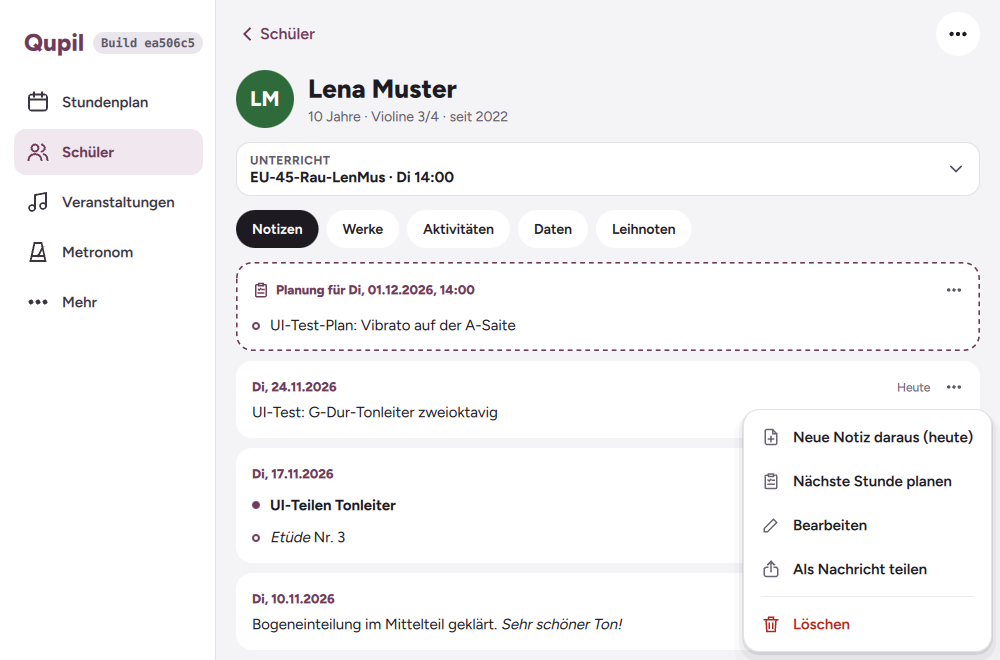 Qupil Build ea506c5
Stundenplan
Schüler
Veranstaltungen
Metronom
Mehr
Schüler
LM
Lena Muster
10 Jahre · Violine 3/4 · seit 2022
UNTERRICHT
EU-45-Rau-LenMus · Di 14:00
Notizen Werke Aktivitäten Daten Leihnoten
Planung für Di, 01.12.2026, 14:00
UI-Test-Plan: Vibrato auf der A-Saite
Di, 24.11.2026 Heute
UI-Test: G-Dur-Tonleiter zweioktavig
Di, 17.11.2026
UI-Teilen Tonleiter
Etüde Nr. 3
Di, 10.11.2026
Bogeneinteilung im Mittelteil geklärt. Sehr schöner Ton!
Neue Notiz daraus (heute)
Nächste Stunde planen
Bearbeiten
Als Nachricht teilen
Löschen